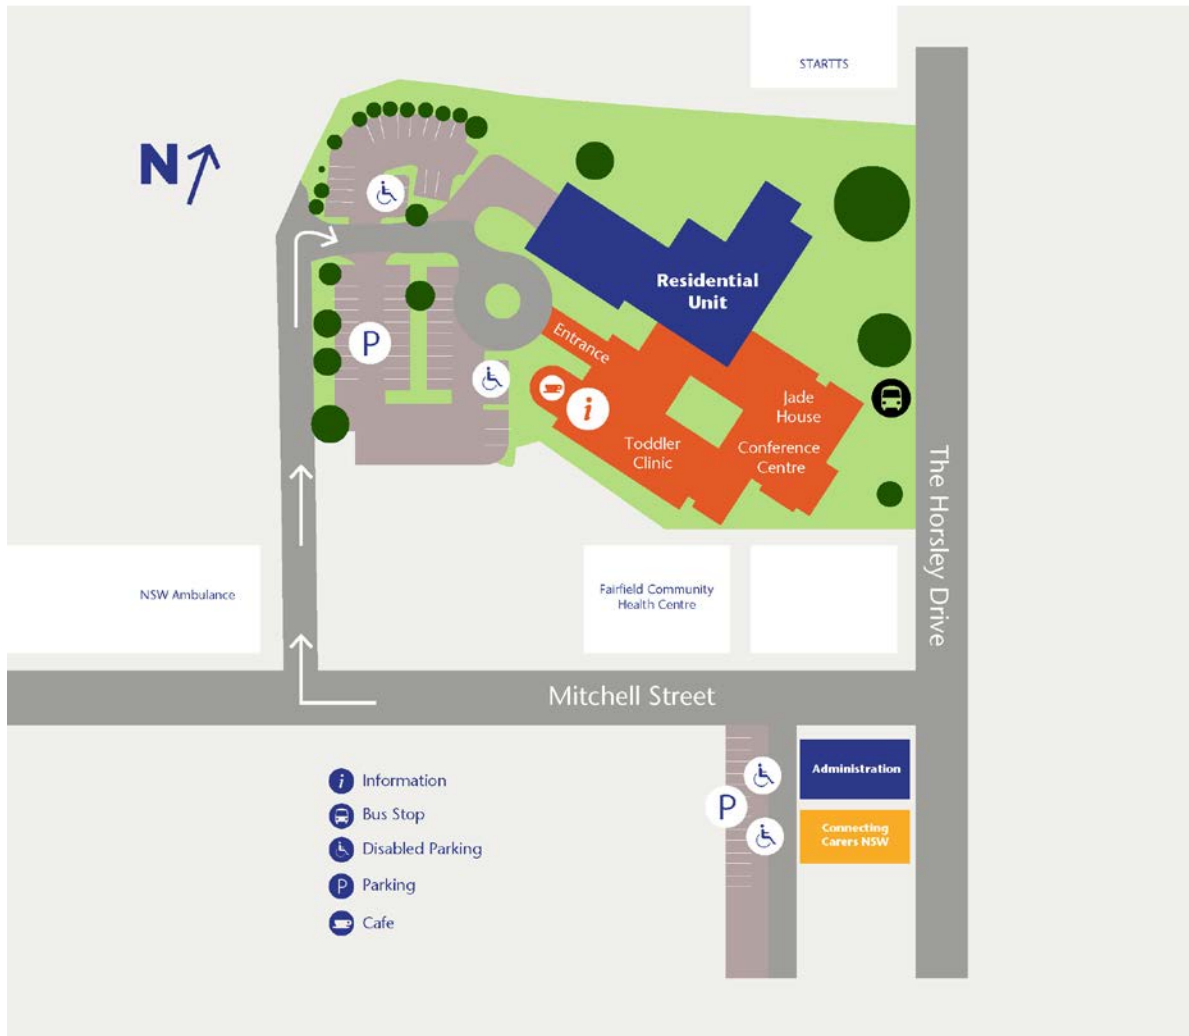 STARTTS
N
Residential
Unit
Entrance
P
i
Jade
House
Toddler
Clinic
Conference
Centre
The Horsley Drive
NSW Ambulance
Fairfield Community
Health Centre
Mitchell Street
Administration
P
Connecting
Carers NSW
i Information
Bus Stop
Disabled Parking
P Parking
Cafe